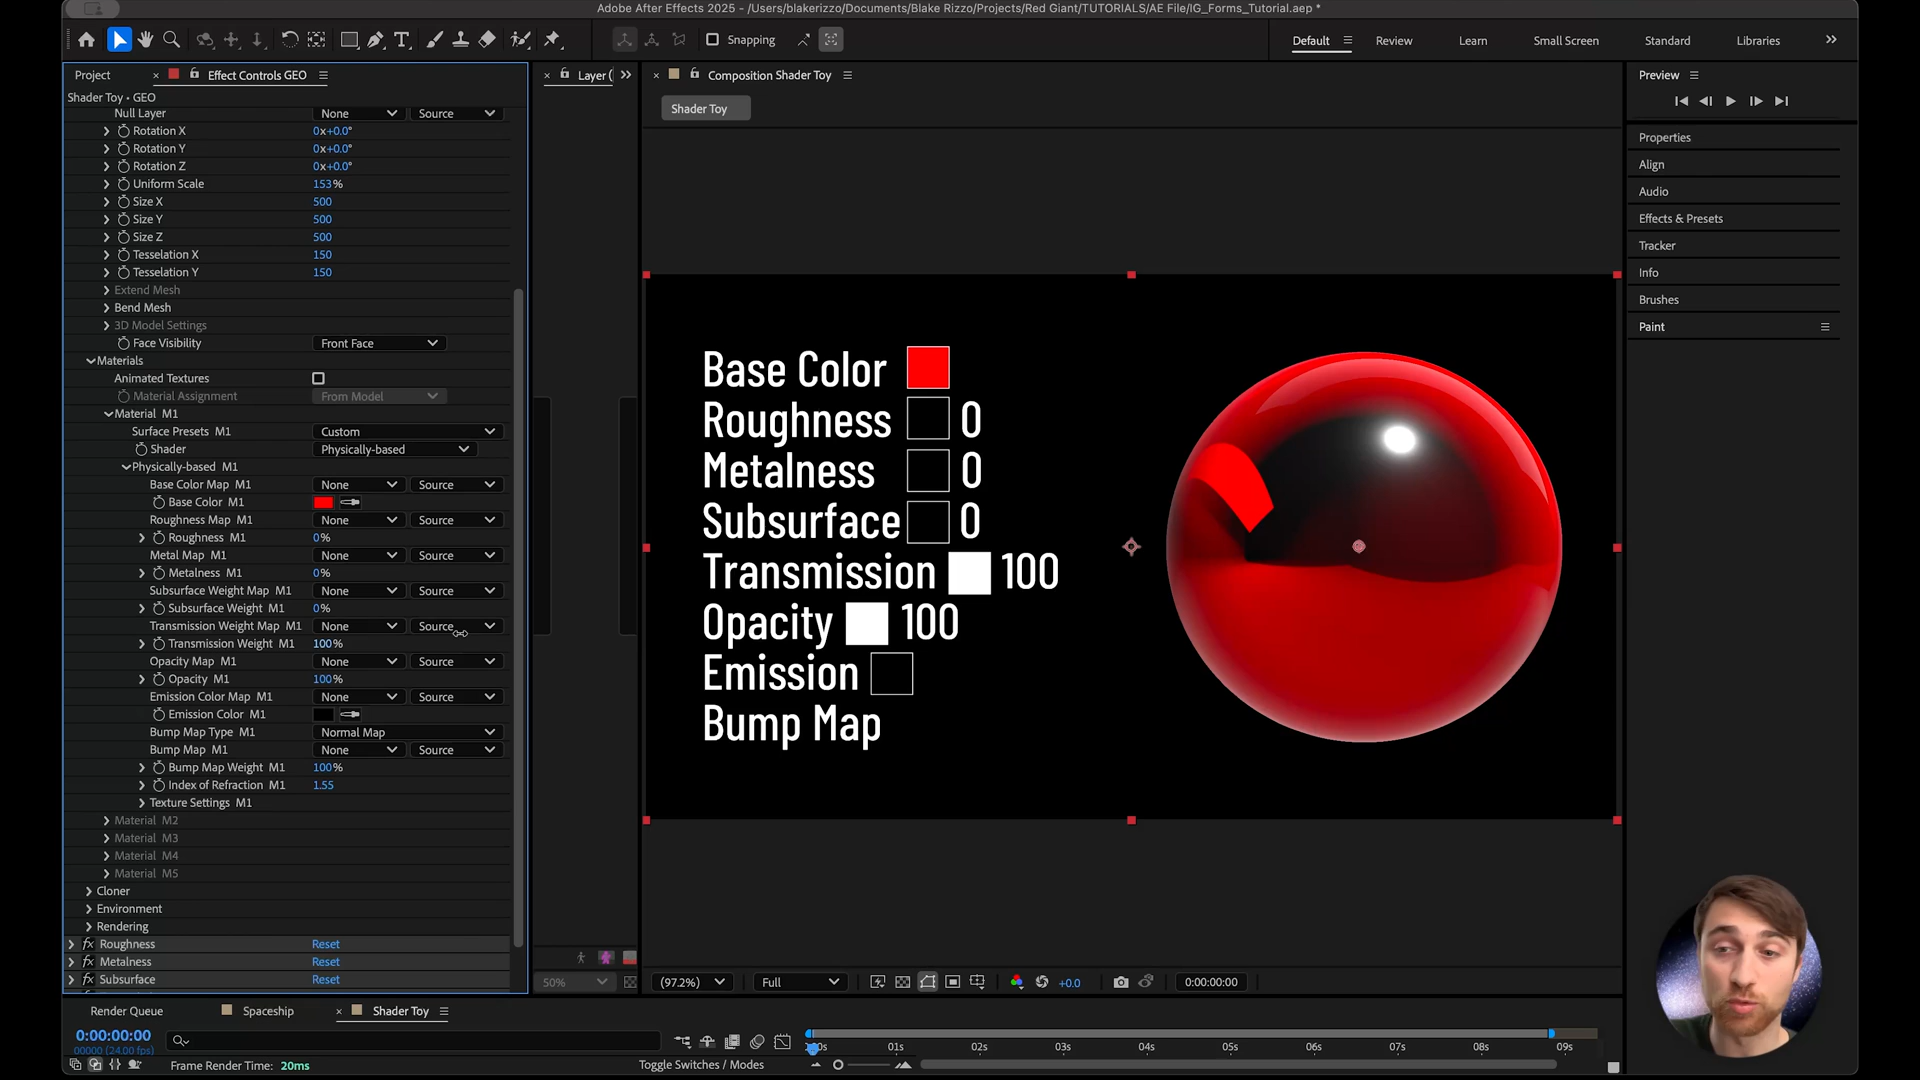 Adobe After Effects 2025 - /Users/blakerizzo/Documents/Blake Rizzo/Projects/Red Giant/TUTORIALS/AE File/IG_Forms_Tutorial.aep *
Snapping
Default
Review
Learn
Small Screen
Standard
Libraries
Project
Effect Controls GEO
Layer (
Composition Shader Toy
Preview
Shader Toy • GEO
Shader Toy
Null Layer None Source
Rotation X 0x+0.0°
Rotation Y 0x+0.0°
Rotation Z 0x+0.0°
Uniform Scale 153%
Size X 500
Size Y 500
Size Z 500
Tesselation X 150
Tesselation Y 150
Extend Mesh
Bend Mesh
3D Model Settings
Face Visibility Front Face
Materials
Animated Textures
Material Assignment From Model
Material M1
Surface Presets M1 Custom
Shader Physically-based
Physically-based M1
Base Color Map M1 None Source
Base Color M1
Roughness Map M1 None Source
Roughness M1 0%
Metal Map M1 None Source
Metalness M1 0%
Subsurface Weight Map M1 None Source
Subsurface Weight M1 0%
Transmission Weight Map M1 None Source
Transmission Weight M1 100%
Opacity Map M1 None Source
Opacity M1 100%
Emission Color Map M1 None Source
Emission Color M1
Bump Map Type M1 Normal Map
Bump Map M1 None Source
Bump Map Weight M1 100%
Index of Refraction M1 1.55
Texture Settings M1
Material M2
Material M3
Material M4
Material M5
Cloner
Environment
Rendering
fx Roughness Reset
fx Metalness Reset
fx Subsurface Reset
Base Color
Roughness 0
Metalness 0
Subsurface 0
Transmission 100
Opacity 100
Emission
Bump Map
Properties
Align
Audio
Effects & Presets
Tracker
Info
Brushes
Paint
50%
(97.2%)
Full
+0.0
0:00:00:00
Render Queue
Spaceship
Shader Toy
0:00:00:00
00000 (24.00 fps)
01s
02s
03s
04s
05s
06s
07s
08s
09s
Frame Render Time: 20ms
Toggle Switches / Modes